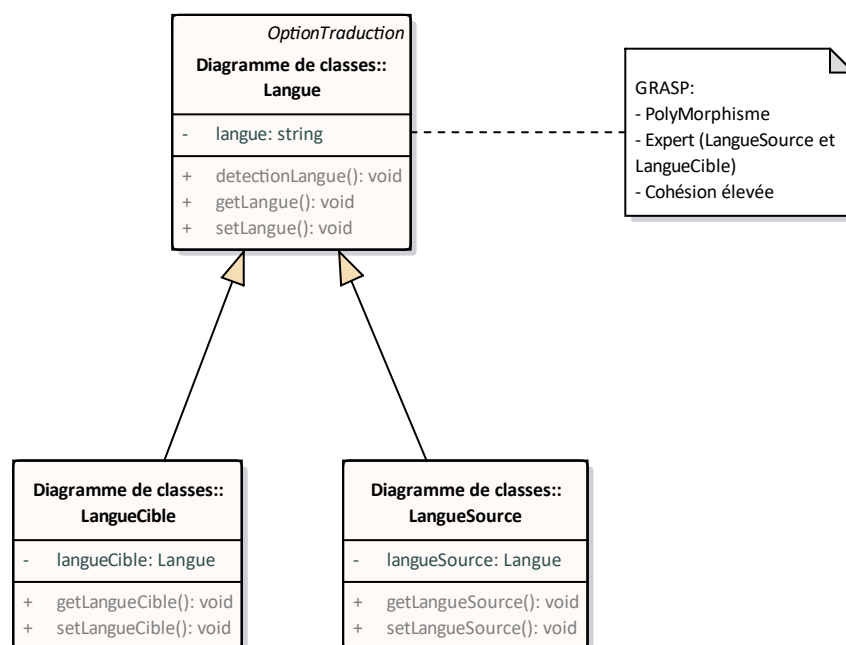 OptionTraduction
Diagramme de classes::
Langue
- langue: string
+ detectionLangue(): void
+ getLangue(): void
+ setLangue(): void
GRASP:
- PolyMorphisme
- Expert (LangueSource et
LangueCible)
- Cohésion élevée
Diagramme de classes::
LangueCible
- langueCible: Langue
+ getLangueCible(): void
+ setLangueCible(): void
Diagramme de classes::
LangueSource
- langueSource: Langue
+ getLangueSource(): void
+ setLangueSource(): void